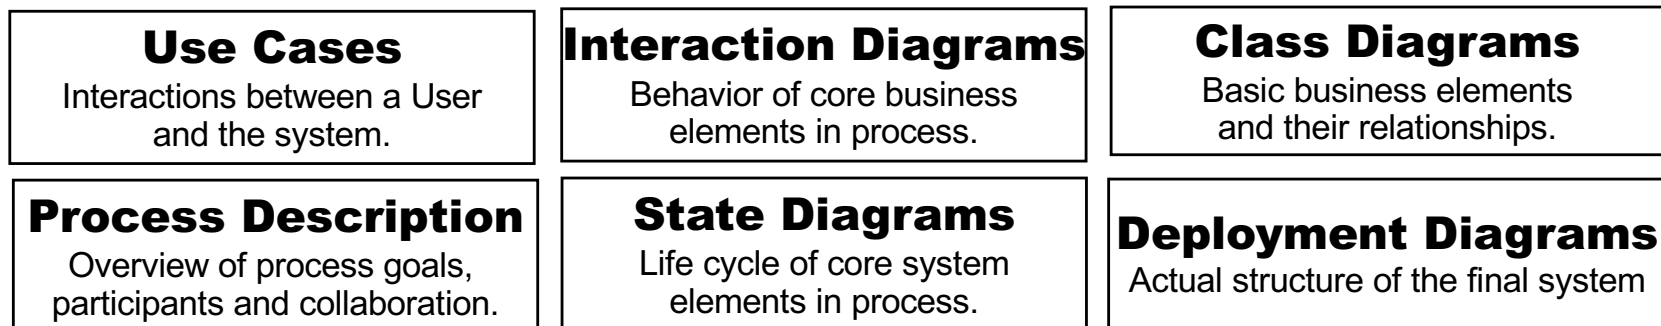 Use Cases
Interactions between a User
and the system.
Interaction Diagrams
Behavior of core business
elements in process.
Class Diagrams
Basic business elements
and their relationships.
Process Description
Overview of process goals,
participants and collaboration.
State Diagrams
Life cycle of core system
elements in process.
Deployment Diagrams
Actual structure of the final system